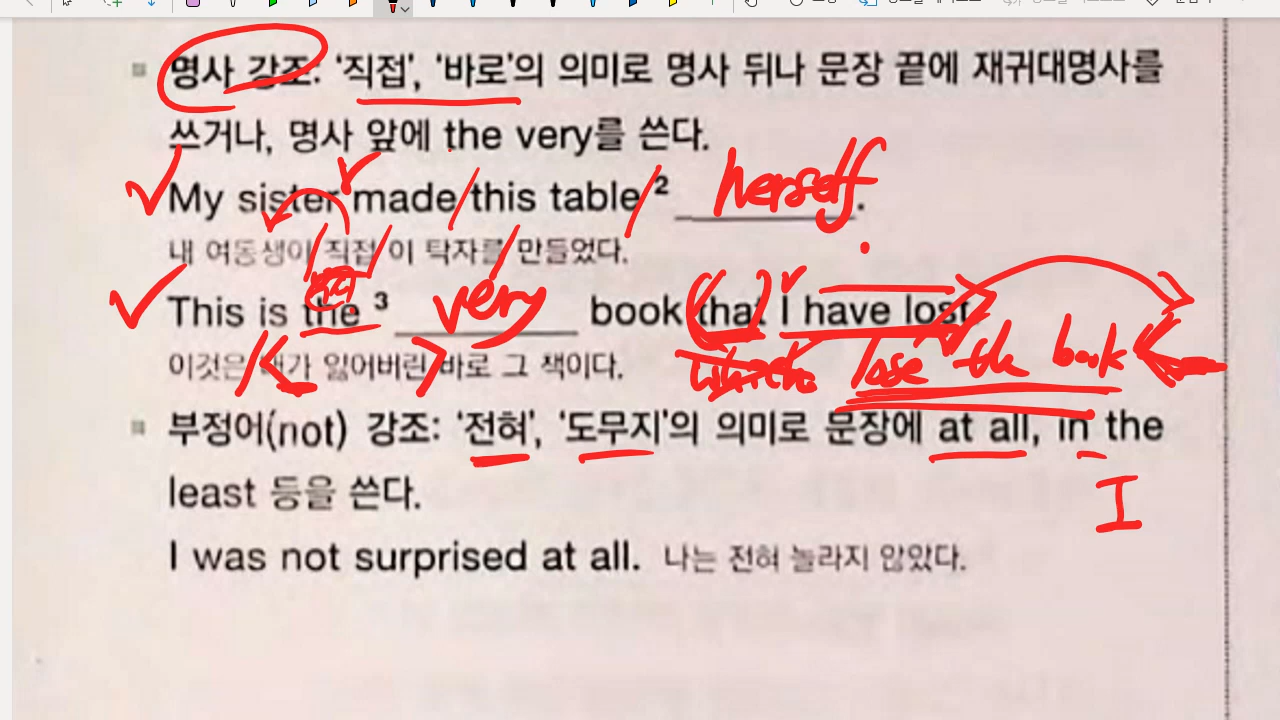 명사 강조: ‘직접’, ‘바로’의 의미로 명사 뒤나 문장 끝에 재귀대명사를
쓰거나, 명사 앞에 the very를 쓴다.
My sister made this table ² herself.
내 여동생이 직접 이 탁자를 만들었다.
This is the ³ very book that I have lost
이것은 내가 잃어버린 바로 그 책이다.
which lose the book
부정어(not) 강조: ‘전혀’, ‘도무지’의 의미로 문장에 at all, in the
I
least 등을 쓴다.
I was not surprised at all. 나는 전혀 놀라지 않았다.